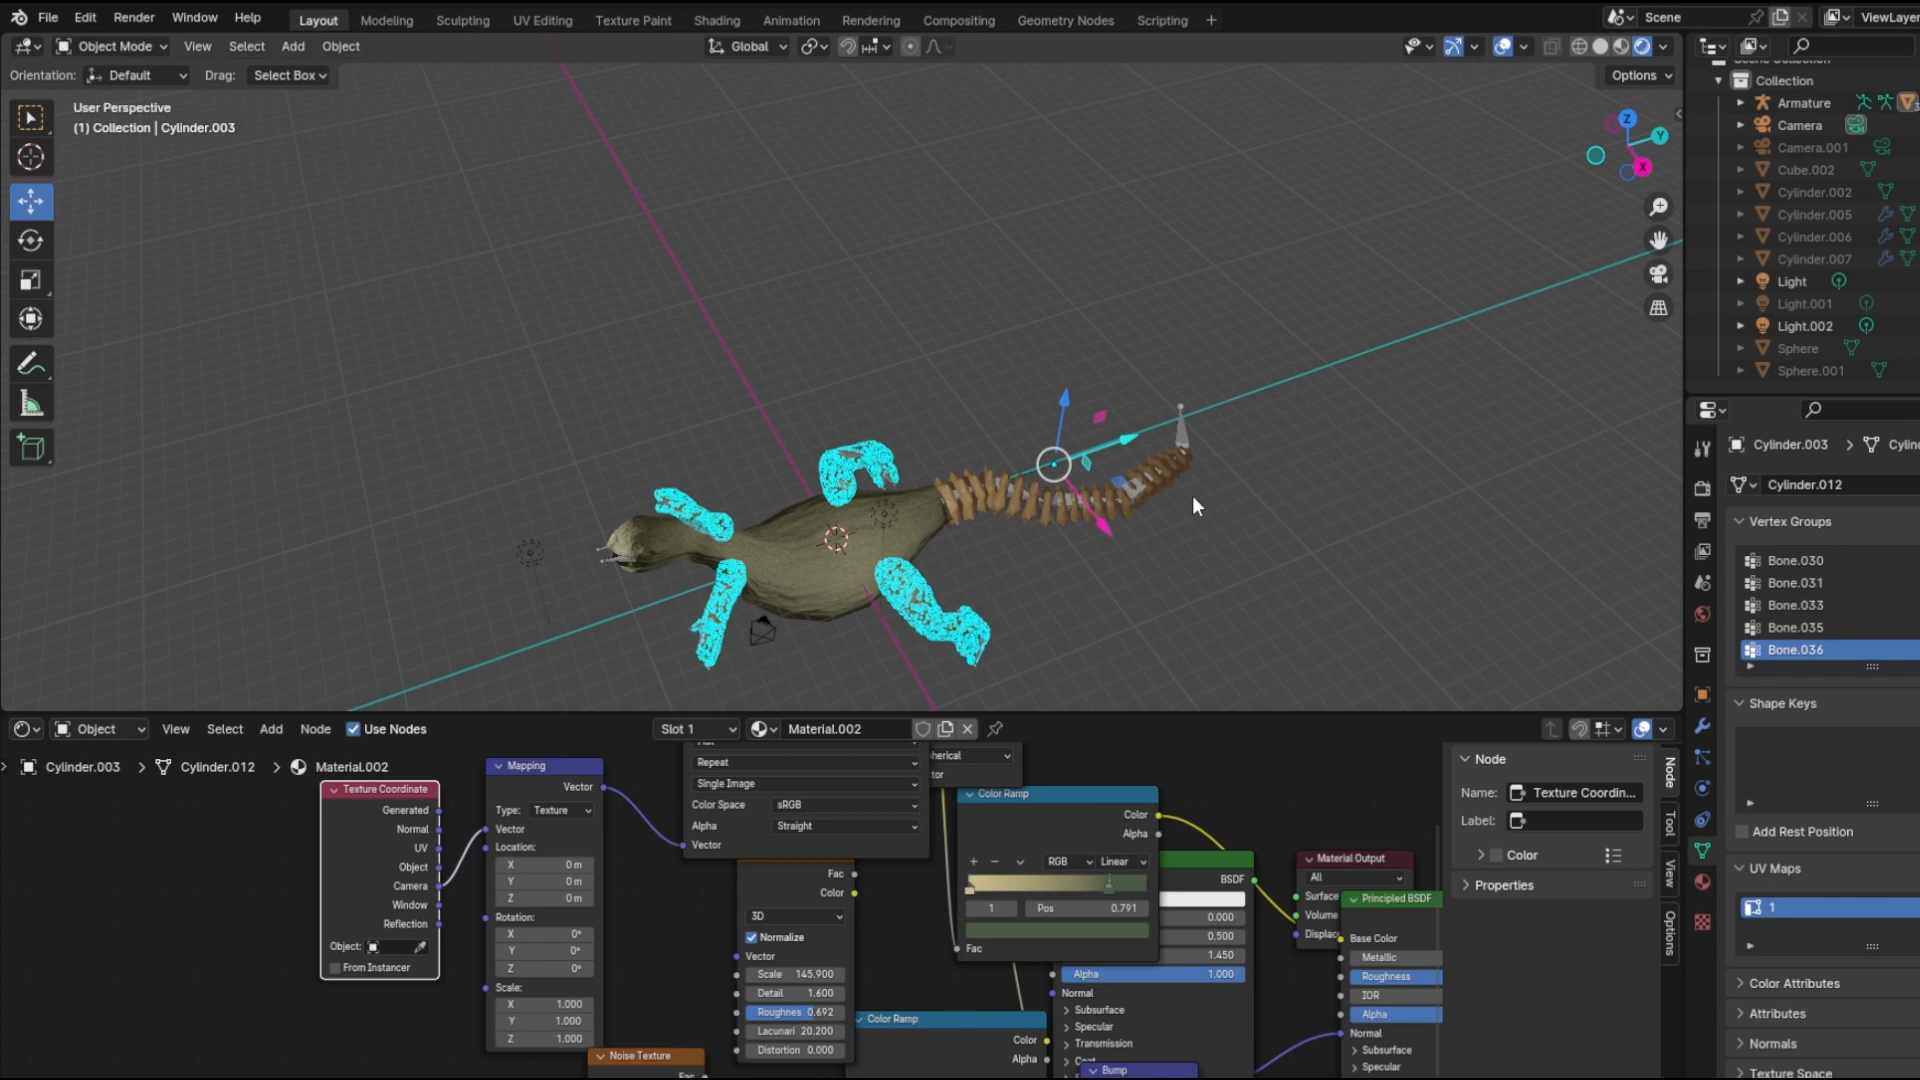 File Edit Render Window Help
Layout Modeling Sculpting UV Editing Texture Paint Shading Animation Rendering Compositing Geometry Nodes Scripting +
Scene
ViewLayer
Object Mode View Select Add Object
Global
Orientation: Default Drag: Select Box
Options
User Perspective
(1) Collection | Cylinder.003
Z
Y
X
Collection
Armature
Camera
Camera.001
Cube.002
Cylinder.002
Cylinder.005
Cylinder.006
Cylinder.007
Light
Light.001
Light.002
Sphere
Sphere.001
Cylinder.003 >
Cylinder.012
Vertex Groups
Bone.030
Bone.031
Bone.033
Bone.035
Bone.036
Shape Keys
Add Rest Position
UV Maps
1
Color Attributes
Attributes
Normals
Texture Space
Object View Select Add Node Use Nodes
Slot 1
Material.002
Cylinder.003 > Cylinder.012 > Material.002
Texture Coordinate
Generated
Normal
UV
Object
Camera
Window
Reflection
Object:
From Instancer
Mapping
Vector
Type: Texture
Vector
Location:
X 0 m
Y 0 m
Z 0 m
Rotation:
X 0°
Y 0°
Z 0°
Scale:
X 1.000
Y 1.000
Z 1.000
Noise Texture
Repeat
Single Image
Color Space sRGB
Alpha Straight
Vector
Fac
Color
3D
Normalize
Vector
Scale 145.900
Detail 1.600
Roughnes 0.692
Lacunari 20.200
Distortion 0.000
Color Ramp
Color
Alpha
+ − RGB Linear
1 Pos 0.791
Fac
Color Ramp
Color
Alpha
BSDF
0.000
0.500
1.450
Alpha 1.000
Normal
Subsurface
Specular
Transmission
Bump
Material Output
All
Surface
Volume
Displac
Principled BSDF
Base Color
Metallic
Roughness
IOR
Alpha
Normal
Subsurface
Specular
Node
Name: Texture Coordin...
Label:
Color
Properties
Node
Tool
View
Options